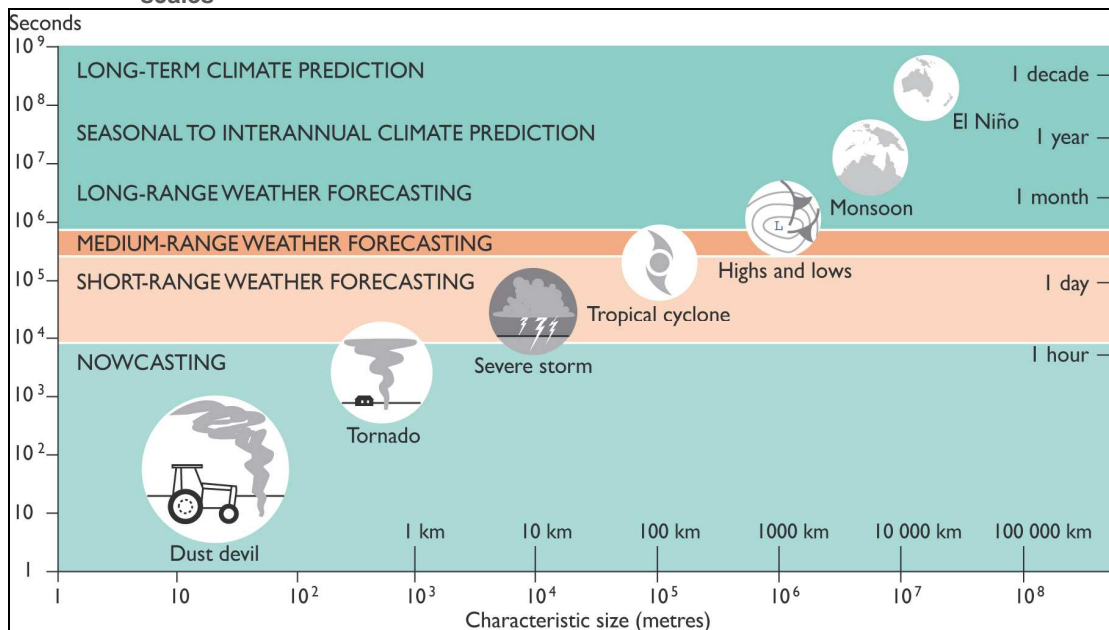 scales
Seconds
10⁹
LONG-TERM CLIMATE PREDICTION
1 decade
10⁸
El Niño
SEASONAL TO INTERANNUAL CLIMATE PREDICTION
1 year
10⁷
LONG-RANGE WEATHER FORECASTING
1 month
Monsoon
10⁶
L
MEDIUM-RANGE WEATHER FORECASTING
Highs and lows
10⁵
SHORT-RANGE WEATHER FORECASTING
1 day
Tropical cyclone
10⁴
NOWCASTING
1 hour
Severe storm
10³
Tornado
10²
10
1 km
10 km
100 km
1000 km
10 000 km
100 000 km
Dust devil
1
1
10
10²
10³
10⁴
10⁵
10⁶
10⁷
10⁸
Characteristic size (metres)